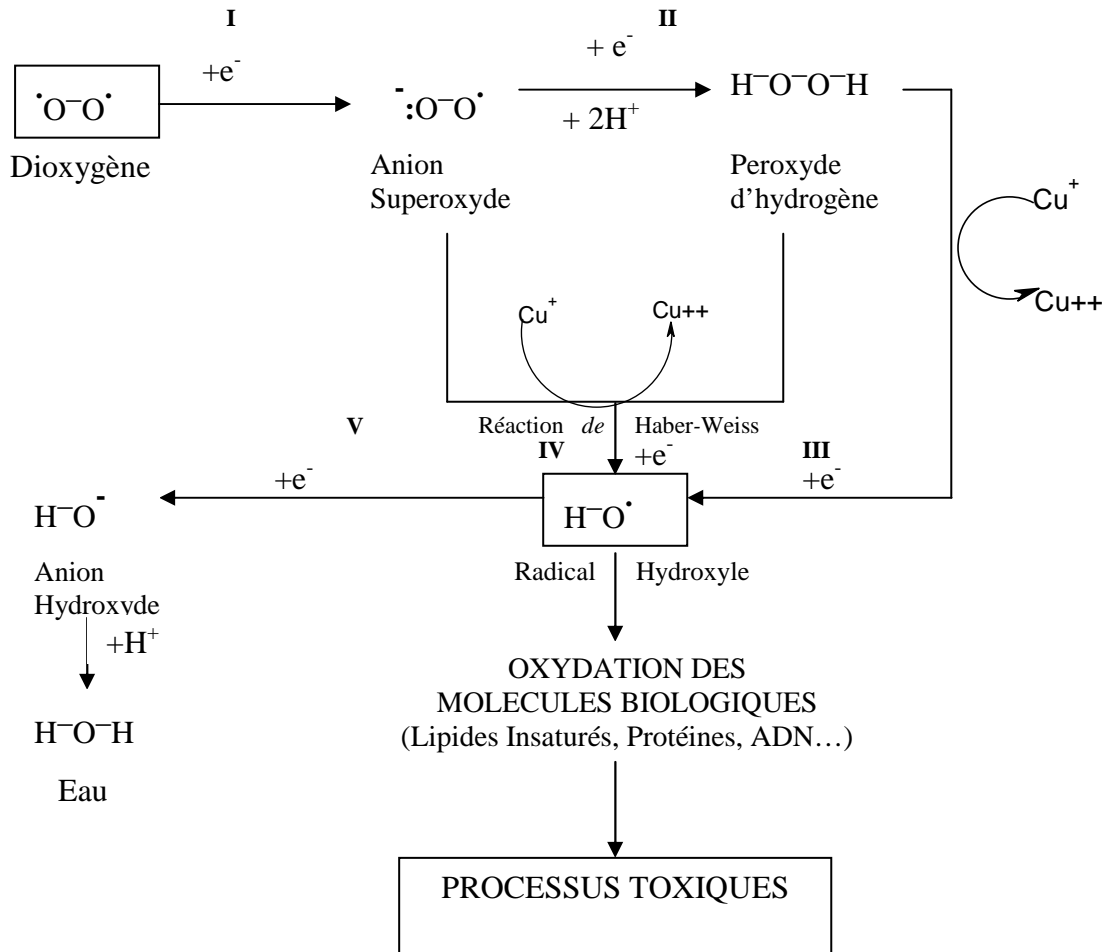 I
II
+e-
+ e-
+ 2H+
•O–O•
-:O–O•
H–O–O–H
Dioxygène
Anion
Superoxyde
Peroxyde
d’hydrogène
Cu+
Cu++
Cu+
Cu++
Réaction de Haber-Weiss
V
IV
III
+e-
+e-
+e-
H–O-
H–O•
Anion
Hydroxyde
Radical Hydroxyle
+H+
H–O–H
Eau
OXYDATION DES
MOLECULES BIOLOGIQUES
(Lipides Insaturés, Protéines, ADN…)
PROCESSUS TOXIQUES